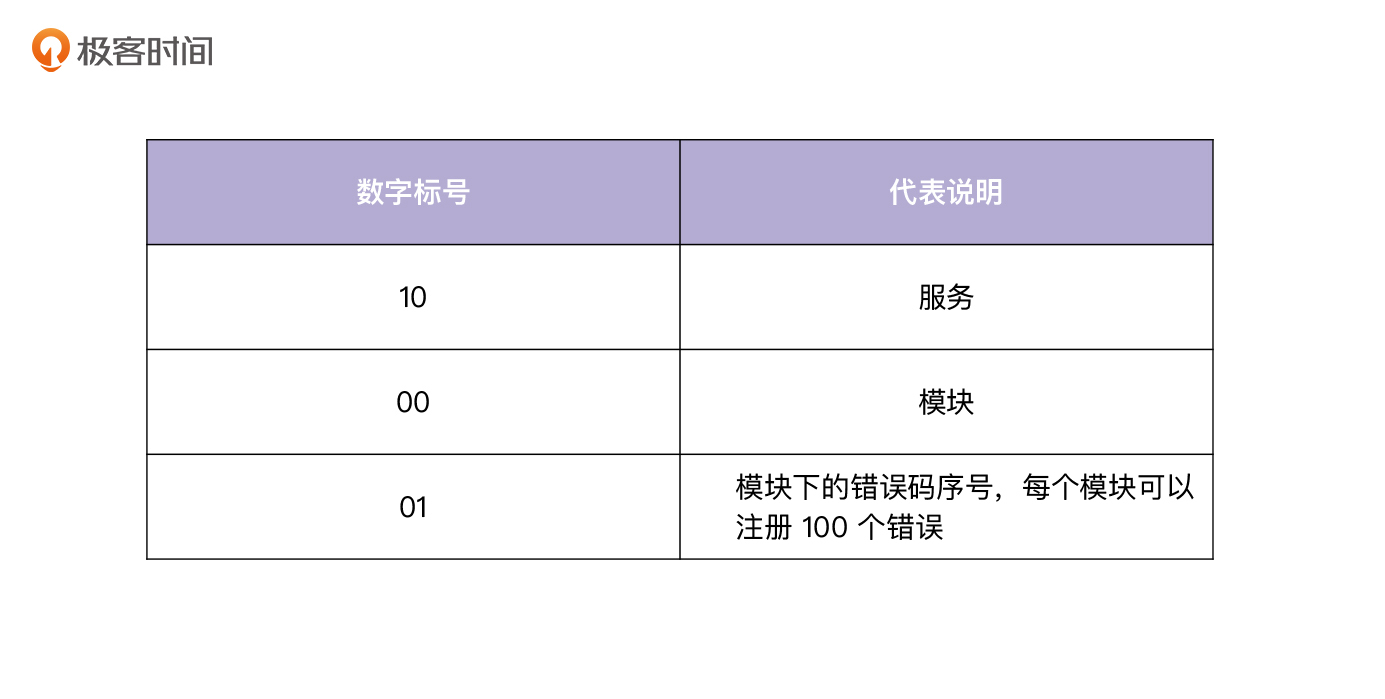 极客时间
数字标号 代表说明
10 服务
00 模块
01 模块下的错误码序号，每个模块可以
注册 100 个错误